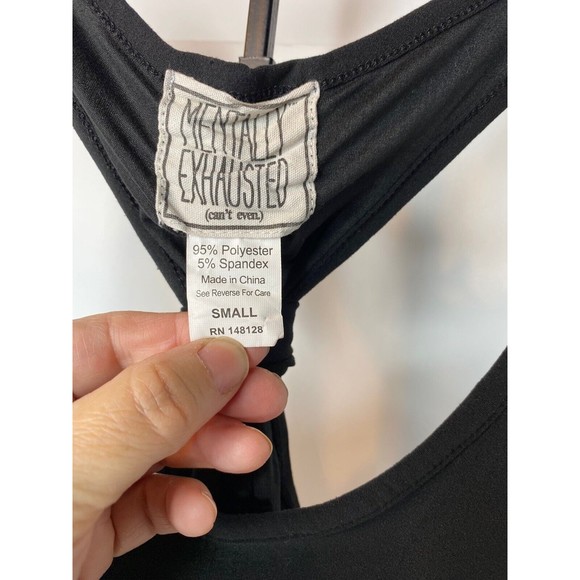 MENTALLY
EXHAUSTED
(can't even.)
95% Polyester
5% Spandex
Made in China
See Reverse For Care
SMALL
RN 148128